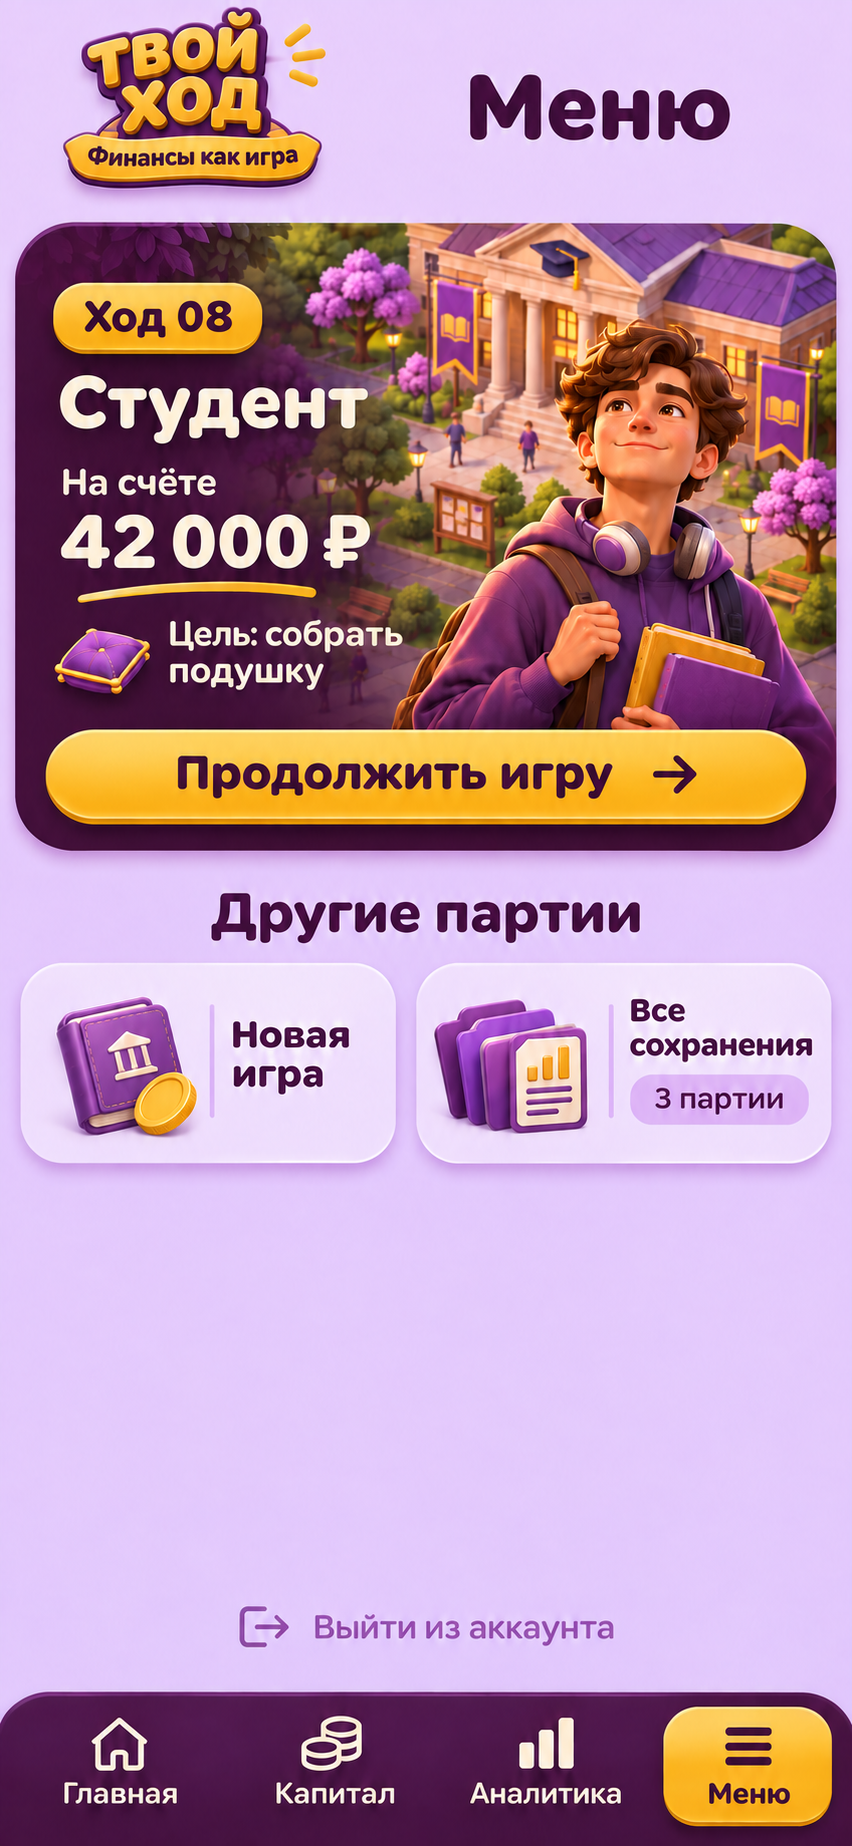 ТВОЙ
ХОД
Финансы как игра
Меню
Ход 08
Студент
На счёте
42 000 ₽
Цель: собрать
подушку
Продолжить игру
Другие партии
Новая
игра
Все
сохранения
3 партии
Выйти из аккаунта
Главная
Капитал
Аналитика
Меню